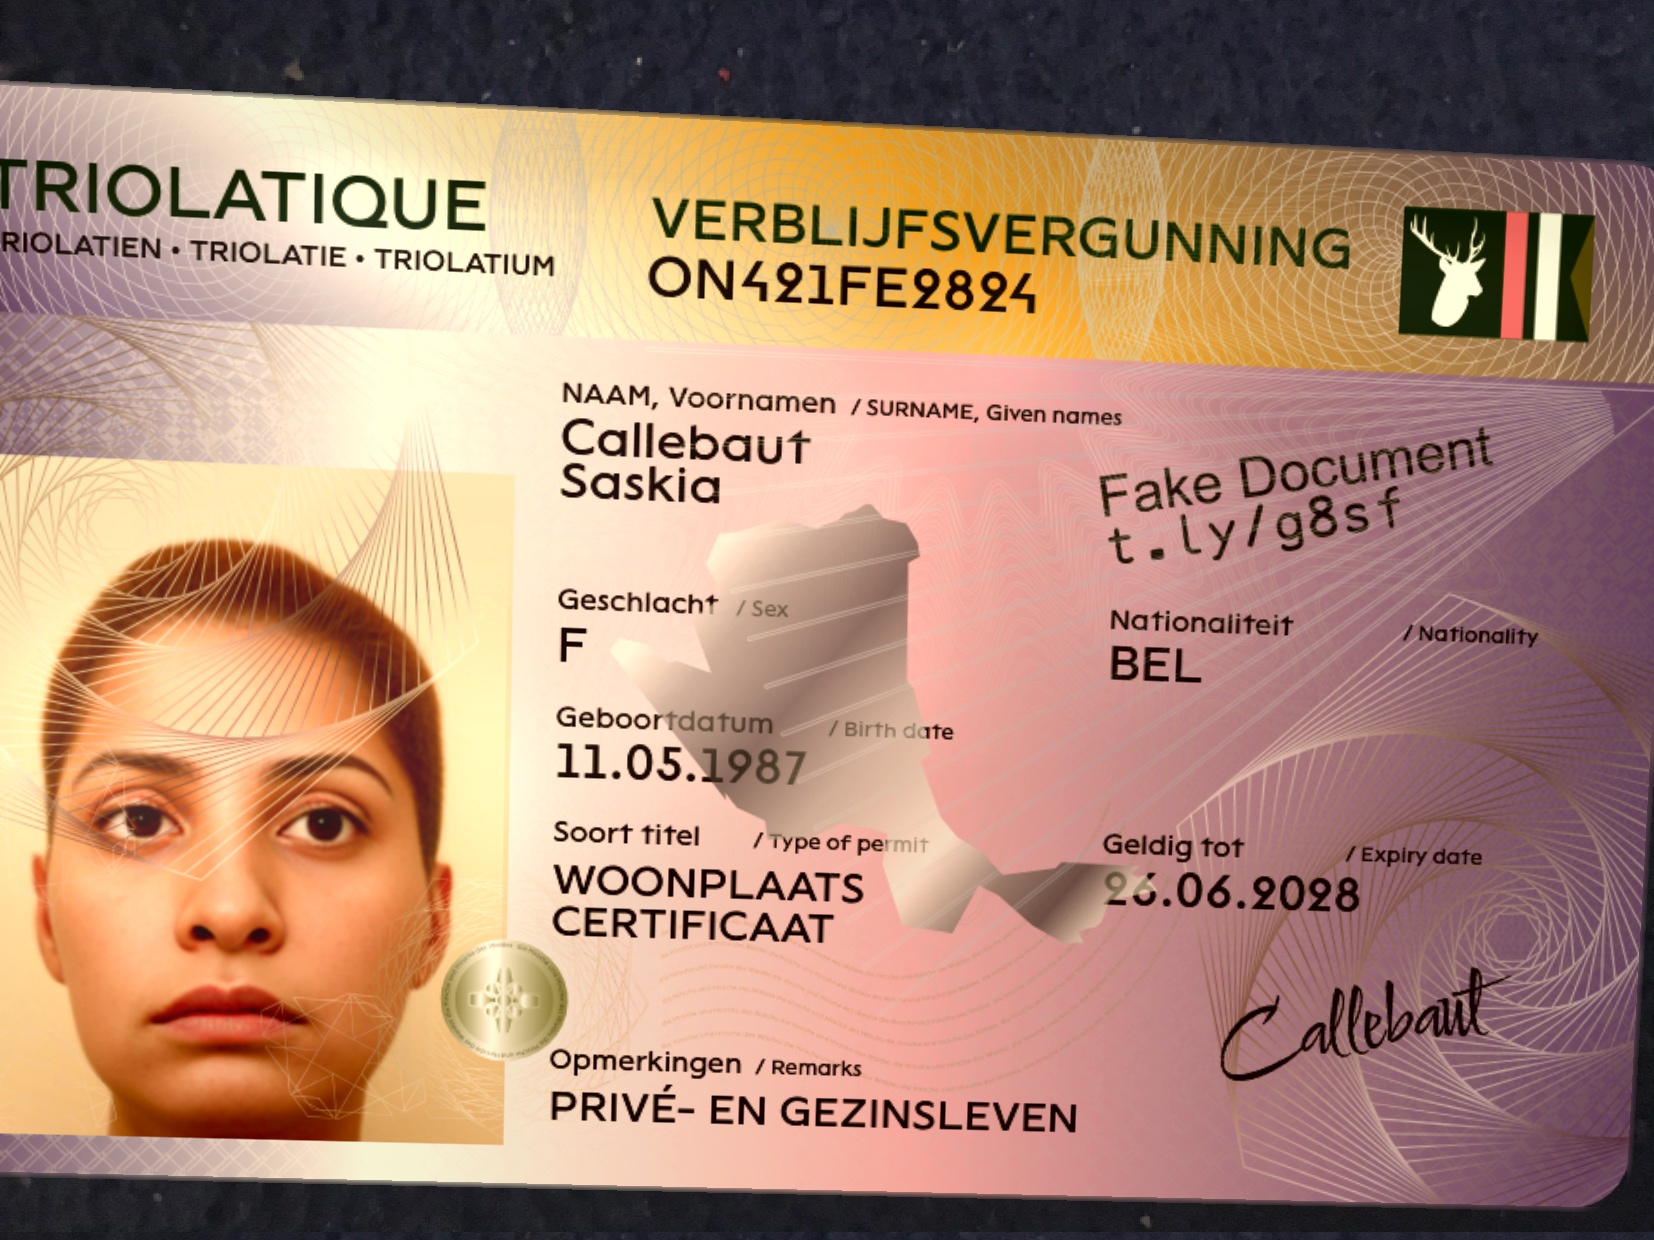 TRIOLATIQUE
RIOLATIEN • TRIOLATIE • TRIOLATIUM
VERBLIJFSVERGUNNING
ON421FE2824
NAAM, Voornamen / SURNAME, Given names
Callebaut
Saskia
Fake Document
t.ly/g8sf
Geschlacht / Sex
F
Nationaliteit / Nationality
BEL
Geboortdatum / Birth date
11.05.1987
Soort titel / Type of permit
WOONPLAATS
CERTIFICAAT
Geldig tot / Expiry date
26.06.2028
Callebaut
Opmerkingen / Remarks
PRIVÉ- EN GEZINSLEVEN